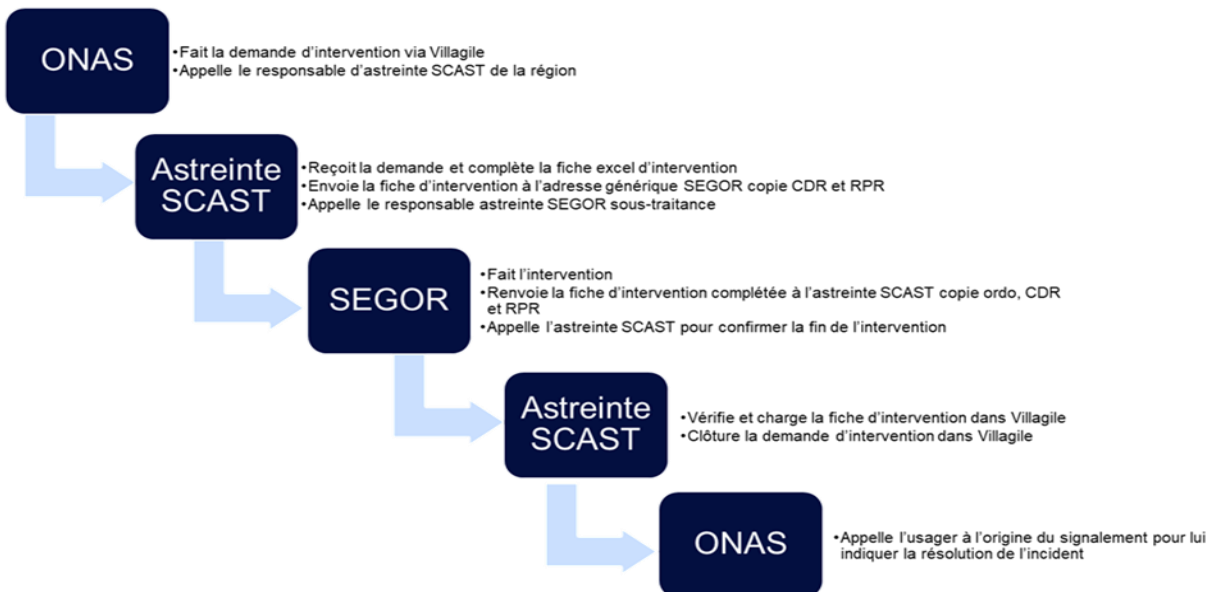 ONAS
•Fait la demande d'intervention via Villagile
•Appelle le responsable d'astreinte SCAST de la région
Astreinte
SCAST
•Reçoit la demande et complète la fiche excel d'intervention
•Envoie la fiche d'intervention à l'adresse générique SEGOR copie CDR et RPR
•Appelle le responsable astreinte SEGOR sous-traitance
SEGOR
•Fait l'intervention
•Renvoie la fiche d'intervention complétée à l'astreinte SCAST copie ordo, CDR
et RPR
•Appelle l'astreinte SCAST pour confirmer la fin de l'intervention
Astreinte
SCAST
•Vérifie et charge la fiche d'intervention dans Villagile
•Clôture la demande d'intervention dans Villagile
ONAS
•Appelle l'usager à l'origine du signalement pour lui
indiquer la résolution de l'incident